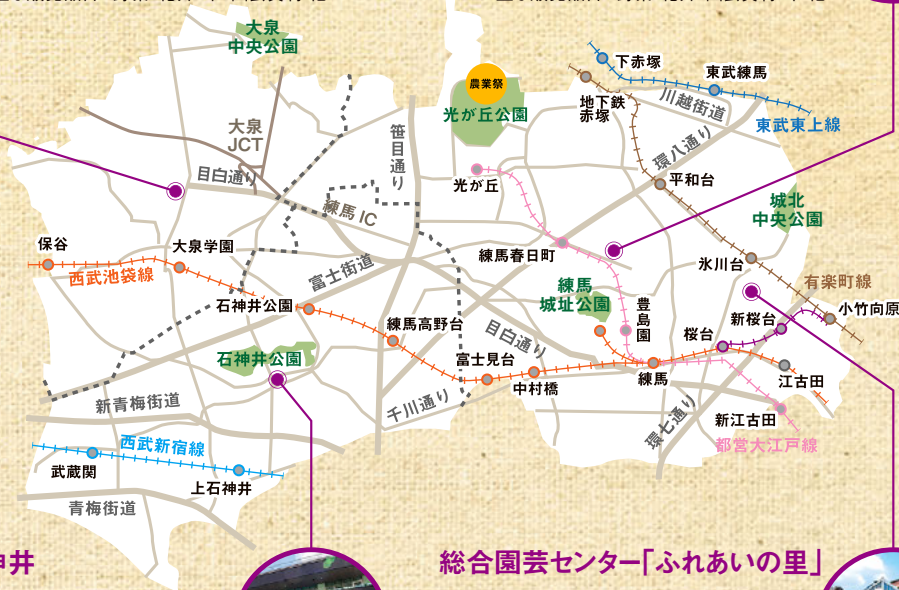 大泉
中央公園
農業祭
光が丘公園
下赤塚
東武練馬
地下鉄
赤塚
川越街道
東武東上線
大泉
JCT
笹目通り
環八通り
目白通り
光が丘
平和台
練馬 IC
城北
中央公園
保谷
大泉学園
西武池袋線
富士街道
練馬春日町
氷川台
練馬
城址公園
有楽町線
石神井公園
豊島園
小竹向原
練馬高野台
目白通り
桜台
新桜台
石神井公園
富士見台
中村橋
練馬
江古田
新青梅街道
千川通り
環七通り
新江古田
都営大江戸線
西武新宿線
武蔵関
上石神井
青梅街道
井
総合園芸センター「ふれあいの里」